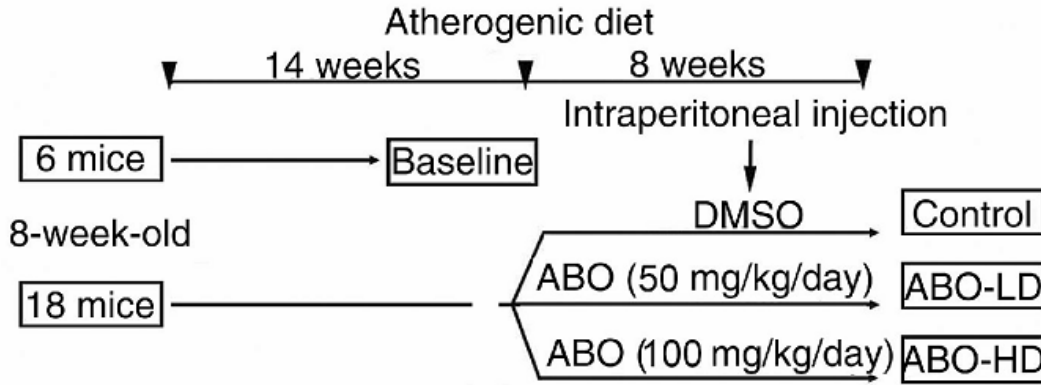 Atherogenic diet
14 weeks 8 weeks
Intraperitoneal injection
6 mice Baseline
DMSO Control
8-week-old
ABO (50 mg/kg/day) ABO-LD
18 mice
ABO (100 mg/kg/day) ABO-HD